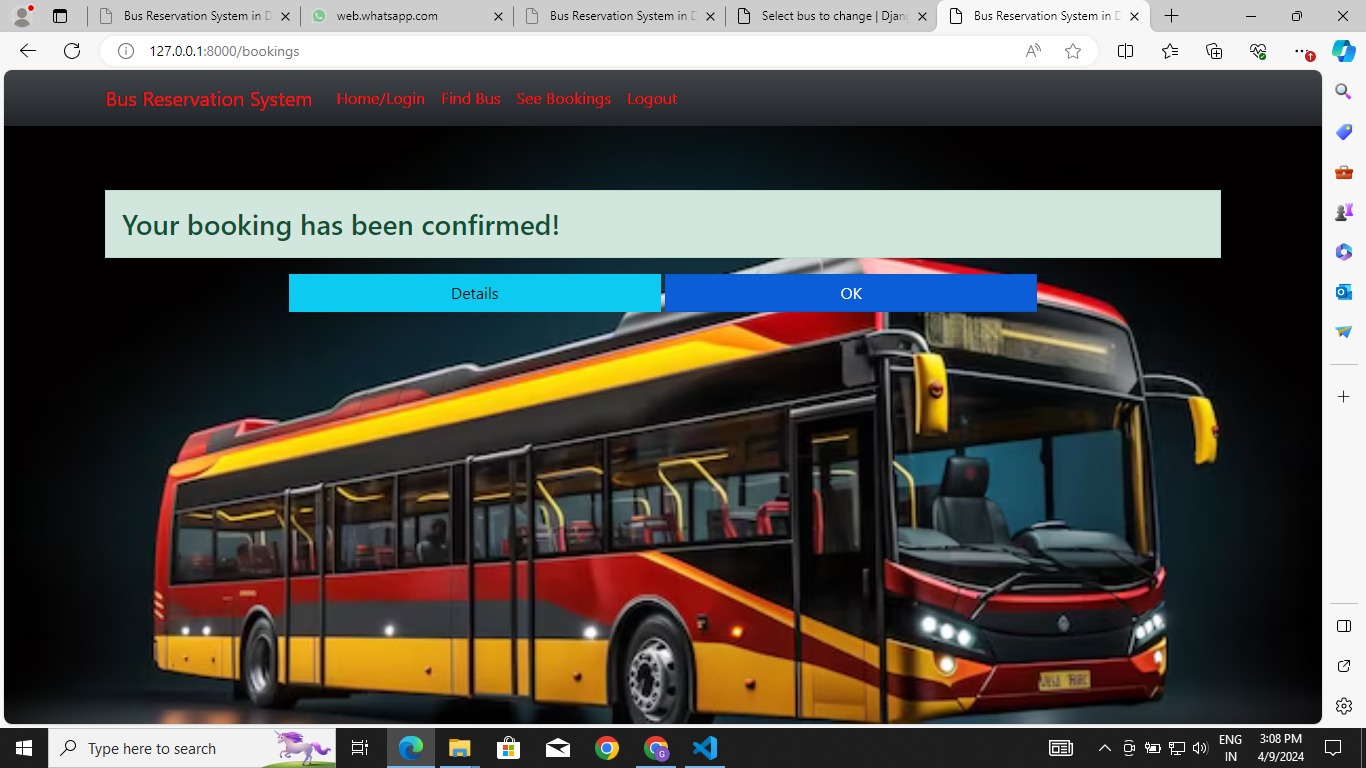 Bus Reservation System in D
web.whatsapp.com
Bus Reservation System in D
Select bus to change | Djan
Bus Reservation System in D
127.0.0.1:8000/bookings
Bus Reservation System Home/Login Find Bus See Bookings Logout
Your booking has been confirmed!
Details OK
Type here to search
ENG
IN
3:08 PM
4/9/2024